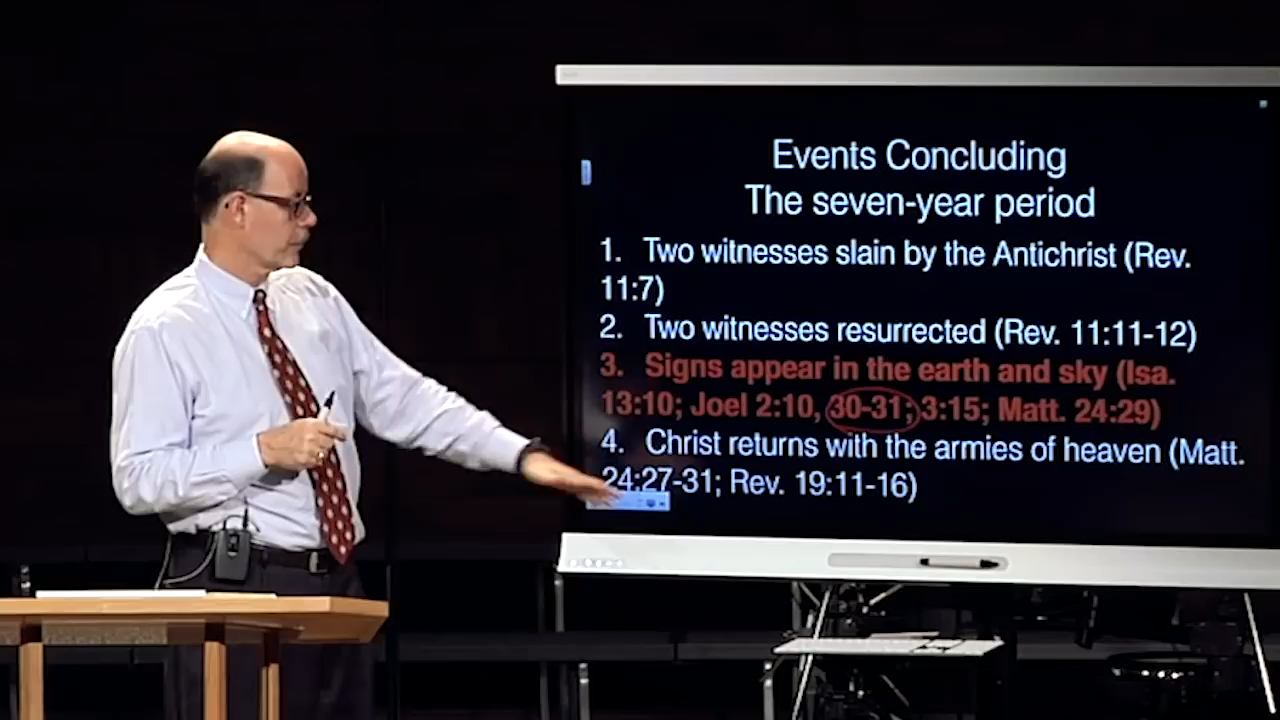 Events Concluding
The seven-year period
1. Two witnesses slain by the Antichrist (Rev.
11:7)
2. Two witnesses resurrected (Rev. 11:11-12)
3. Signs appear in the earth and sky (Isa.
13:10; Joel 2:10, 30-31; 3:15; Matt. 24:29)
4. Christ returns with the armies of heaven (Matt.
24:27-31; Rev. 19:11-16)